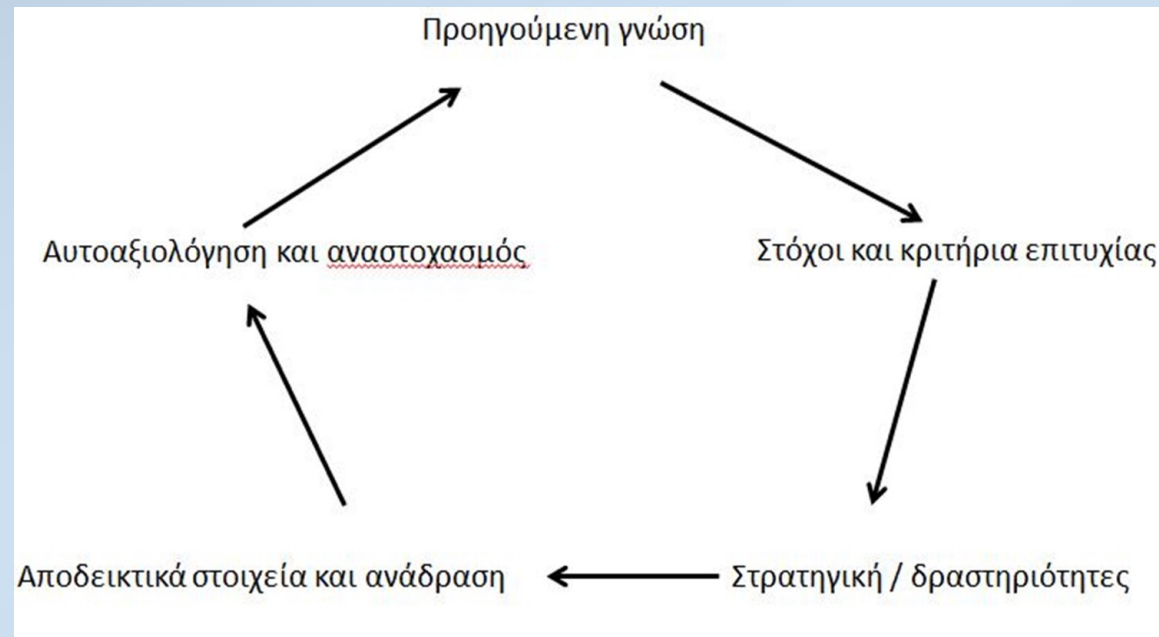 Προηγούμενη γνώση
Αυτοαξιολόγηση και αναστοχασμός
Στόχοι και κριτήρια επιτυχίας
Αποδεικτικά στοιχεία και ανάδραση
Στρατηγική / δραστηριότητες